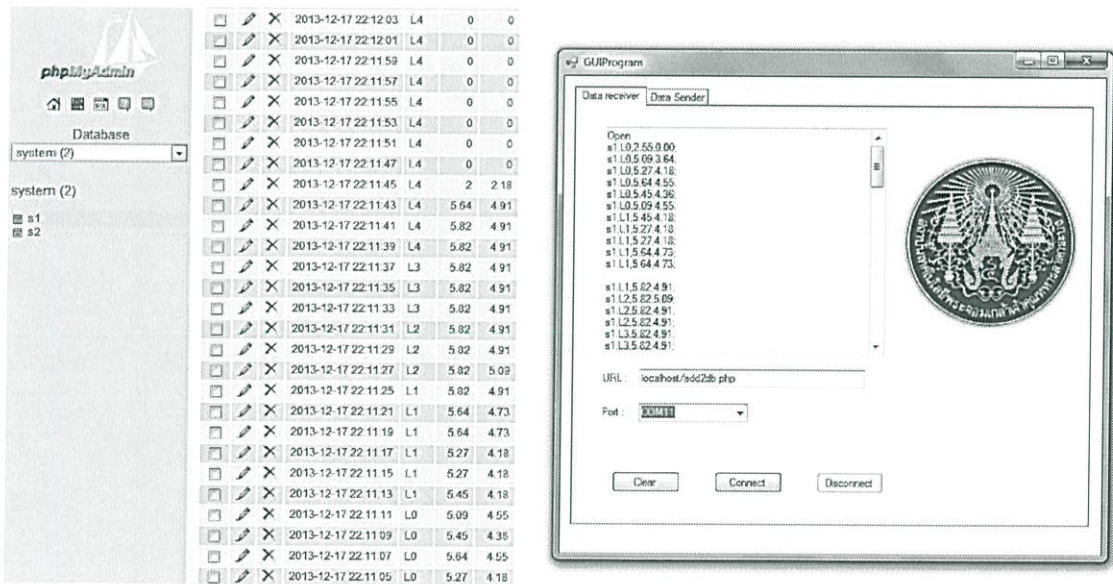 phpMyAdmin
Database
system (2)
system (2)
s1
s2
2013-12-17 22:12:03 L4 0 0
2013-12-17 22:12:01 L4 0 0
2013-12-17 22:11:59 L4 0 0
2013-12-17 22:11:57 L4 0 0
2013-12-17 22:11:55 L4 0 0
2013-12-17 22:11:53 L4 0 0
2013-12-17 22:11:51 L4 0 0
2013-12-17 22:11:47 L4 0 0
2013-12-17 22:11:45 L4 2 2.18
2013-12-17 22:11:43 L4 5.64 4.91
2013-12-17 22:11:41 L4 5.82 4.91
2013-12-17 22:11:39 L4 5.82 4.91
2013-12-17 22:11:37 L3 5.82 4.91
2013-12-17 22:11:35 L3 5.82 4.91
2013-12-17 22:11:33 L3 5.82 4.91
2013-12-17 22:11:31 L2 5.82 4.91
2013-12-17 22:11:29 L2 5.82 4.91
2013-12-17 22:11:27 L2 5.82 5.09
2013-12-17 22:11:25 L1 5.82 4.91
2013-12-17 22:11:21 L1 5.64 4.73
2013-12-17 22:11:19 L1 5.64 4.73
2013-12-17 22:11:17 L1 5.27 4.18
2013-12-17 22:11:15 L1 5.27 4.18
2013-12-17 22:11:13 L1 5.45 4.18
2013-12-17 22:11:11 L0 5.09 4.55
2013-12-17 22:11:09 L0 5.45 4.36
2013-12-17 22:11:07 L0 5.64 4.55
2013-12-17 22:11:05 L0 5.27 4.18
GUIProgram
Data receiver Data Sender
Open
s1,L0,2.55,0.00;
s1,L0,5.09,3.64;
s1,L0,5.27,4.18;
s1,L0,5.64,4.55;
s1,L0,5.45,4.36;
s1,L0,5.09,4.55;
s1,L1,5.45,4.18;
s1,L1,5.27,4.18;
s1,L1,5.27,4.18;
s1,L1,5.64,4.73;
s1,L1,5.64,4.73;
s1,L1,5.82,4.91;
s1,L2,5.82,5.09;
s1,L2,5.82,4.91;
s1,L2,5.82,4.91;
s1,L3,5.82,4.91;
s1,L3,5.82,4.91;
URL : localhost/add2db.php
Port : COM11
Clear Connect Disconnect